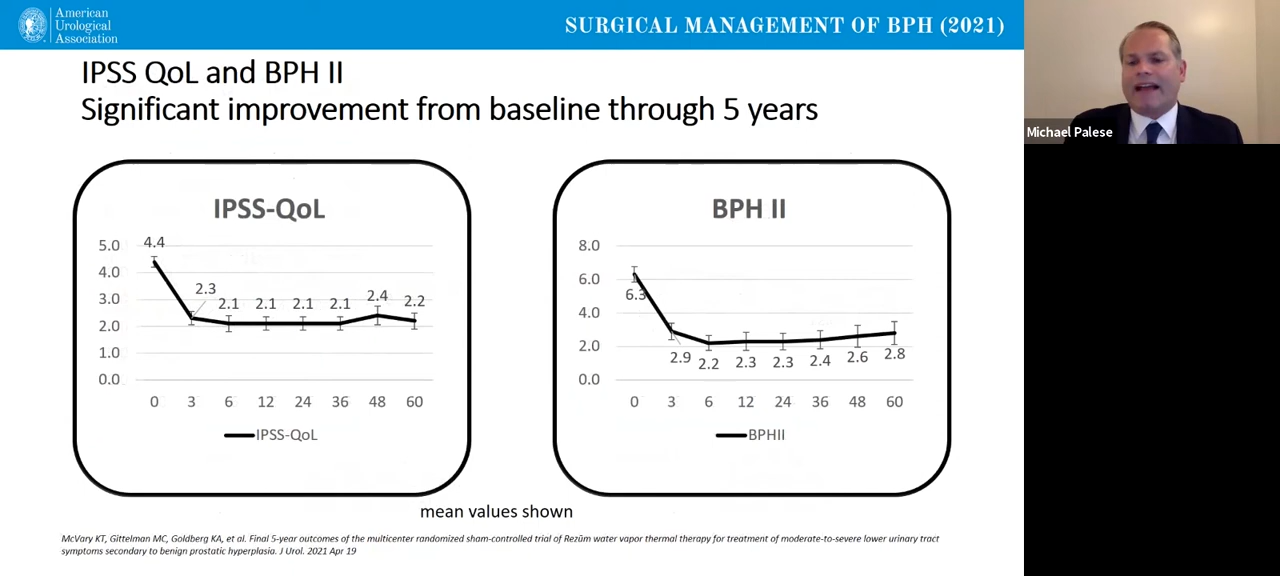 American
Urological
Association
SURGICAL MANAGEMENT OF BPH (2021)
Michael Palese
IPSS QoL and BPH II
Significant improvement from baseline through 5 years
IPSS-QoL
5.0
4.0
3.0
2.0
1.0
0.0
4.4
2.3
2.1
2.1
2.1
2.1
2.4
2.2
0 3 6 12 24 36 48 60
IPSS-QoL
BPH II
8.0
6.0
4.0
2.0
0.0
6.3
2.9
2.2
2.3
2.3
2.4
2.6
2.8
0 3 6 12 24 36 48 60
BPHII
mean values shown
McVary KT, Gittelman MC, Goldberg KA, et al. Final 5-year outcomes of the multicenter randomized sham-controlled trial of Rezūm water vapor thermal therapy for treatment of moderate-to-severe lower urinary tract
symptoms secondary to benign prostatic hyperplasia. J Urol. 2021 Apr 19